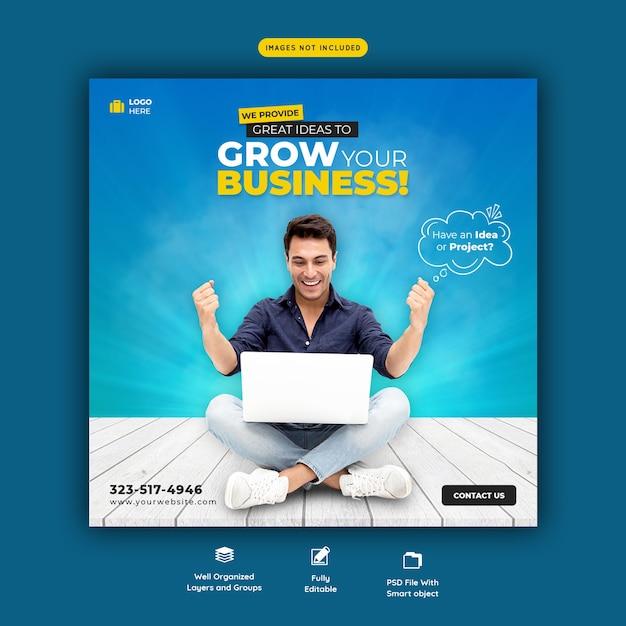 IMAGES NOT INCLUDED
LOGO
HERE
WE PROVIDE
GREAT IDEAS TO
GROW YOUR
BUSINESS!
Have an Idea
or Project?
323-517-4946
www.yourwebsite.com
CONTACT US
Well Organized
Layers and Groups
Fully
Editable
PSD File With
Smart object